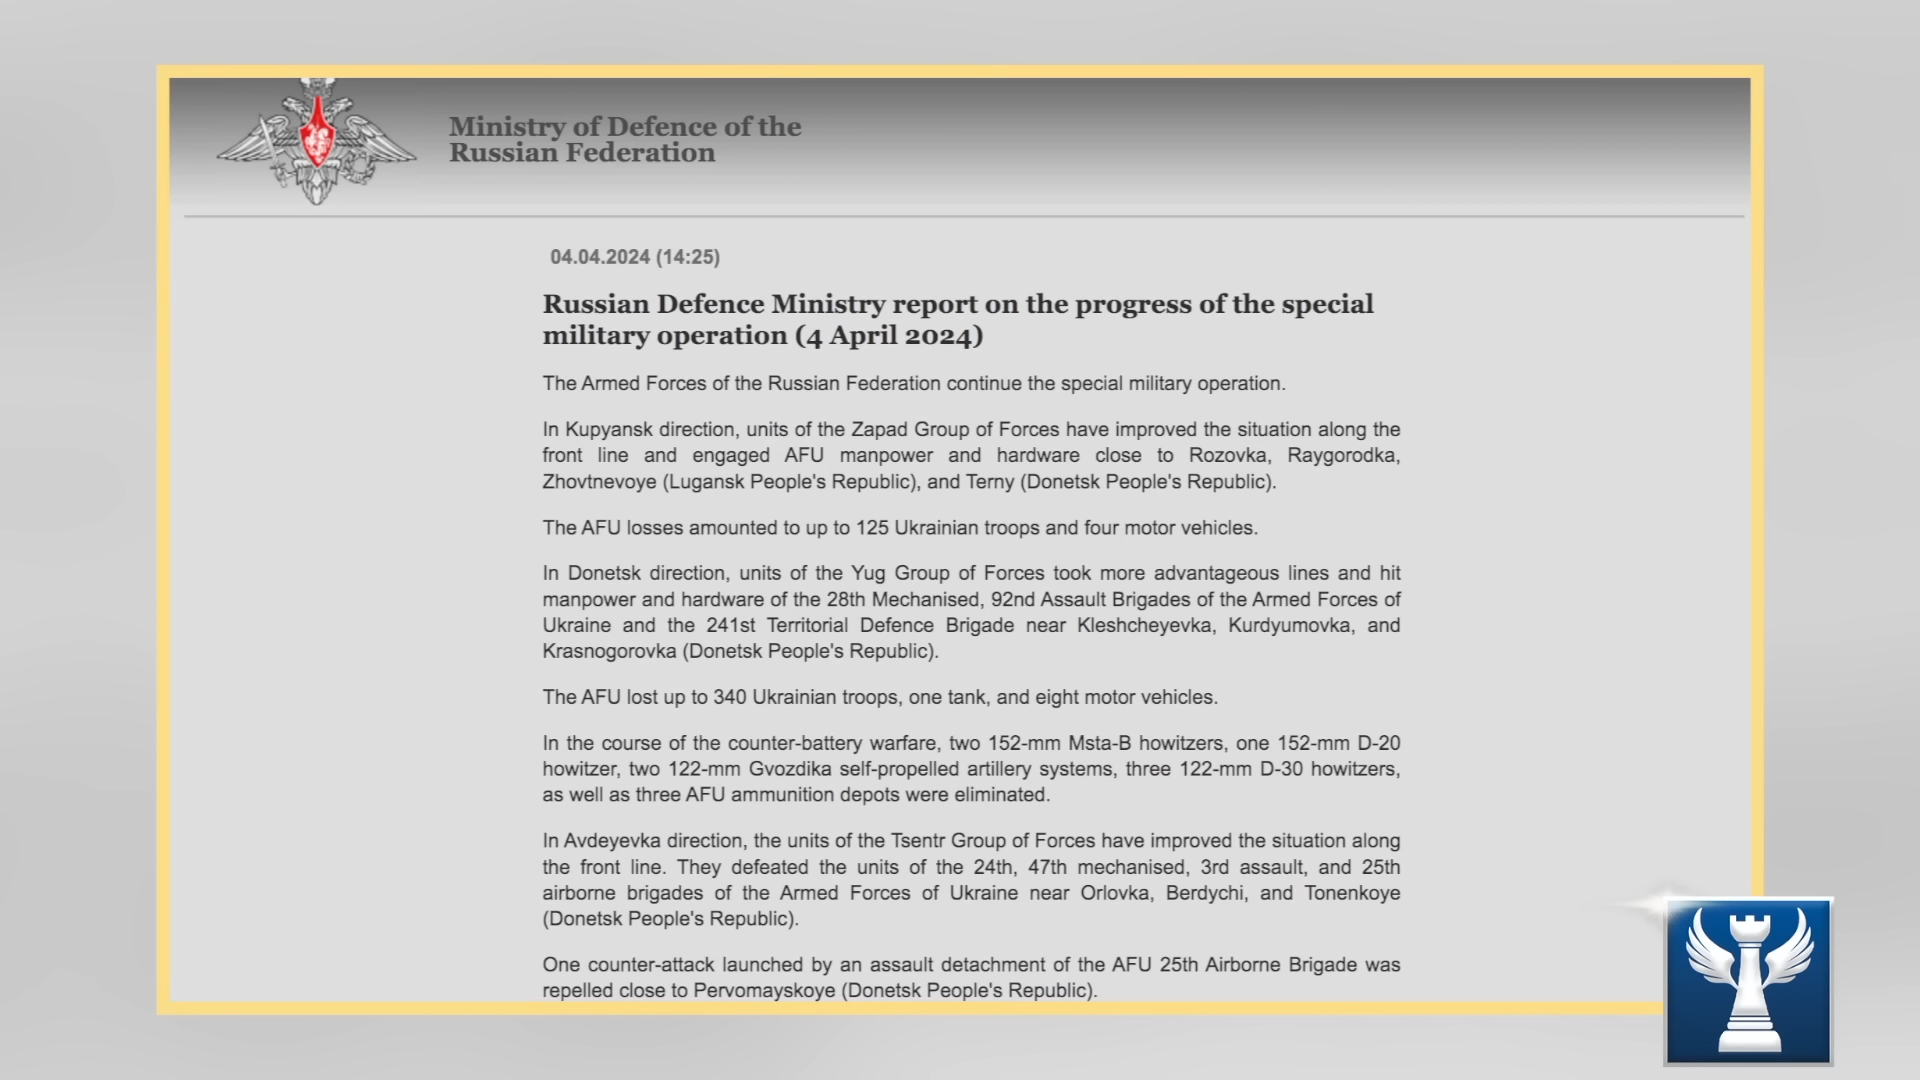 Ministry of Defence of the
Russian Federation
04.04.2024 (14:25)
Russian Defence Ministry report on the progress of the special
military operation (4 April 2024)
The Armed Forces of the Russian Federation continue the special military operation.
In Kupyansk direction, units of the Zapad Group of Forces have improved the situation along the
front line and engaged AFU manpower and hardware close to Rozovka, Raygorodka,
Zhovtnevoye (Lugansk People's Republic), and Terny (Donetsk People's Republic).
The AFU losses amounted to up to 125 Ukrainian troops and four motor vehicles.
In Donetsk direction, units of the Yug Group of Forces took more advantageous lines and hit
manpower and hardware of the 28th Mechanised, 92nd Assault Brigades of the Armed Forces of
Ukraine and the 241st Territorial Defence Brigade near Kleshcheyevka, Kurdyumovka, and
Krasnogorovka (Donetsk People's Republic).
The AFU lost up to 340 Ukrainian troops, one tank, and eight motor vehicles.
In the course of the counter-battery warfare, two 152-mm Msta-B howitzers, one 152-mm D-20
howitzer, two 122-mm Gvozdika self-propelled artillery systems, three 122-mm D-30 howitzers,
as well as three AFU ammunition depots were eliminated.
In Avdeyevka direction, the units of the Tsentr Group of Forces have improved the situation along
the front line. They defeated the units of the 24th, 47th mechanised, 3rd assault, and 25th
airborne brigades of the Armed Forces of Ukraine near Orlovka, Berdychi, and Tonenkoye
(Donetsk People's Republic).
One counter-attack launched by an assault detachment of the AFU 25th Airborne Brigade was
repelled close to Pervomayskoye (Donetsk People's Republic).